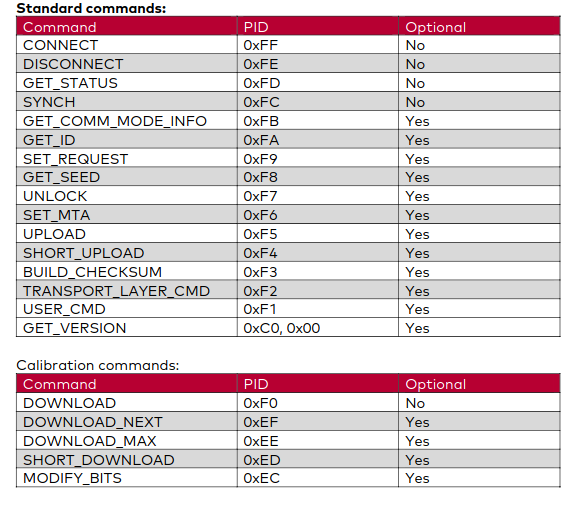 Standard commands:
Command PID Optional
CONNECT 0xFF No
DISCONNECT 0xFE No
GET_STATUS 0xFD No
SYNCH 0xFC No
GET_COMM_MODE_INFO 0xFB Yes
GET_ID 0xFA Yes
SET_REQUEST 0xF9 Yes
GET_SEED 0xF8 Yes
UNLOCK 0xF7 Yes
SET_MTA 0xF6 Yes
UPLOAD 0xF5 Yes
SHORT_UPLOAD 0xF4 Yes
BUILD_CHECKSUM 0xF3 Yes
TRANSPORT_LAYER_CMD 0xF2 Yes
USER_CMD 0xF1 Yes
GET_VERSION 0xC0, 0x00 Yes
Calibration commands:
Command PID Optional
DOWNLOAD 0xF0 No
DOWNLOAD_NEXT 0xEF Yes
DOWNLOAD_MAX 0xEE Yes
SHORT_DOWNLOAD 0xED Yes
MODIFY_BITS 0xEC Yes